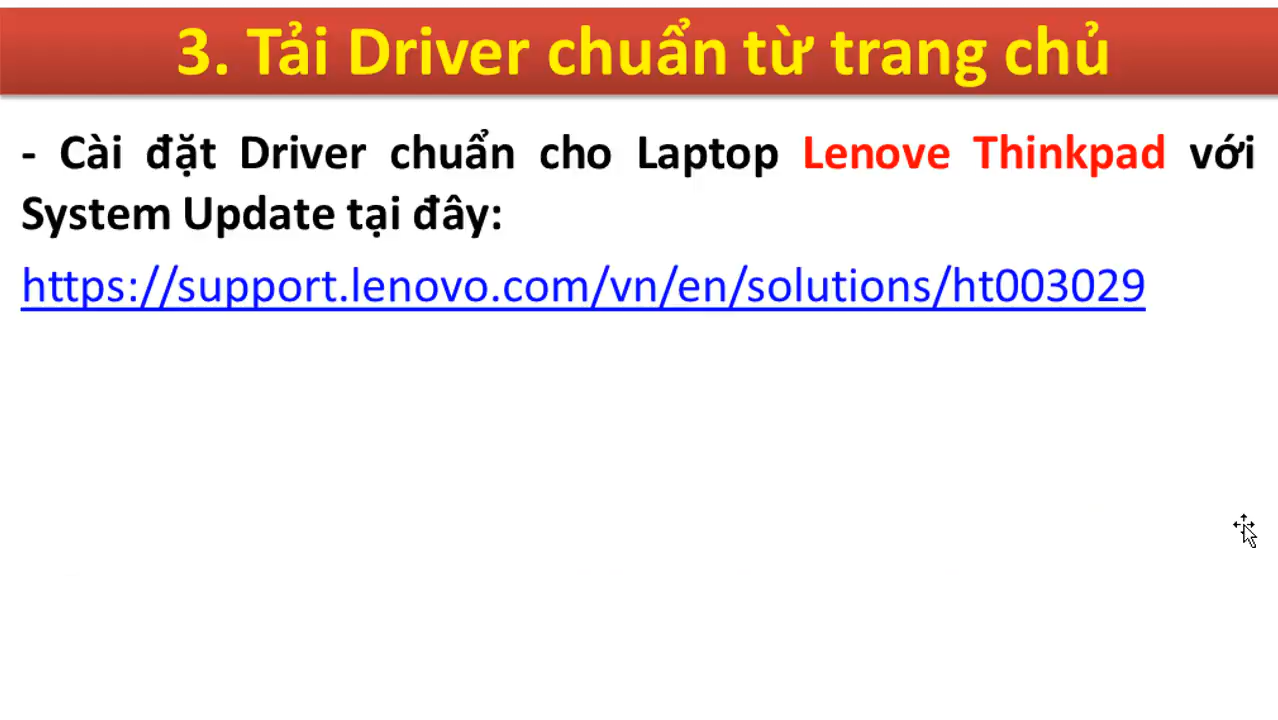 3. Tải Driver chuẩn từ trang chủ
- Cài đặt Driver chuẩn cho Laptop Lenove Thinkpad với
System Update tại đây:
https://support.lenovo.com/vn/en/solutions/ht003029